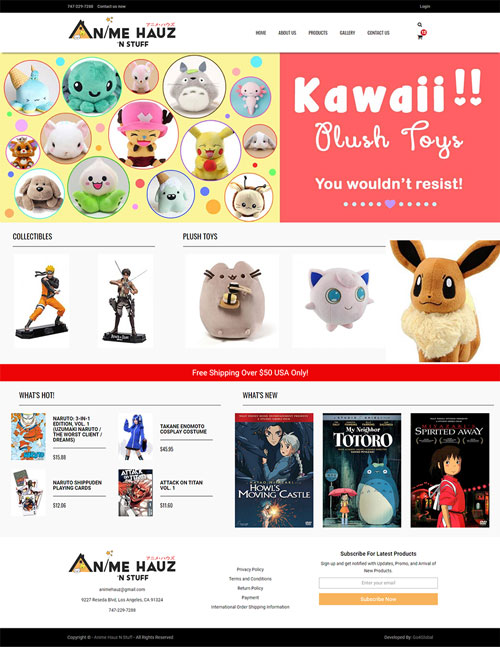 747-229-7288 Contact us now
Login
アニメ・ハウズ
ANIME HAUZ
'N STUFF
HOME ABOUT US PRODUCTS GALLERY CONTACT US
Kawaii!!
Plush Toys
You wouldn't resist!
COLLECTIBLES
PLUSH TOYS
Free Shipping Over $50 USA Only!
WHAT'S HOT!
NARUTO: 3-IN-1
EDITION, VOL. 1
(UZUMAKI NARUTO /
THE WORST CLIENT /
DREAMS)
$15.88
TAKANE ENOMOTO
COSPLAY COSTUME
$45.95
NARUTO SHIPPUDEN
PLAYING CARDS
$12.06
ATTACK ON TITAN
VOL. 1
$11.60
WHAT'S NEW
HOWL'S
MOVING CASTLE
My Neighbor
TOTORO
MIYAZAKI'S
SPIRITED AWAY
アニメ・ハウズ
ANIME HAUZ
'N STUFF
animehauz@gmail.com
9227 Reseda Blvd, Los Angeles, CA 91324
747-229-7288
Privacy Policy
Terms and Conditions
Return Policy
Payment
International Order Shipping Information
Subscribe For Latest Products
Sign up and get notified with Updates, Promo, and Arrival of
New Products.
Enter your email
Subscribe Now
Copyright © - Anime Hauz N Stuff - All Rights Reserved
Developed By: GoAGlobal